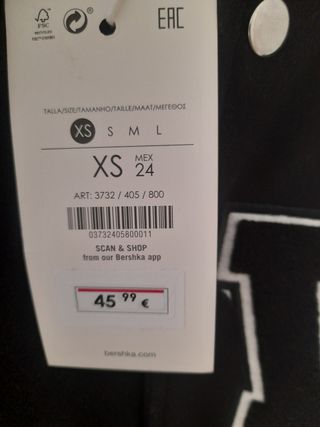 FSC
EAC
TALLA/SIZE/TAMANHO/TAILLE/MAAT/ΜΕΓΕΘΟΣ
XS S M L
XS MEX 24
ART: 3732 / 405 / 800
03732405800011
SCAN & SHOP
from our Bershka app
45 99 €
bershka.com